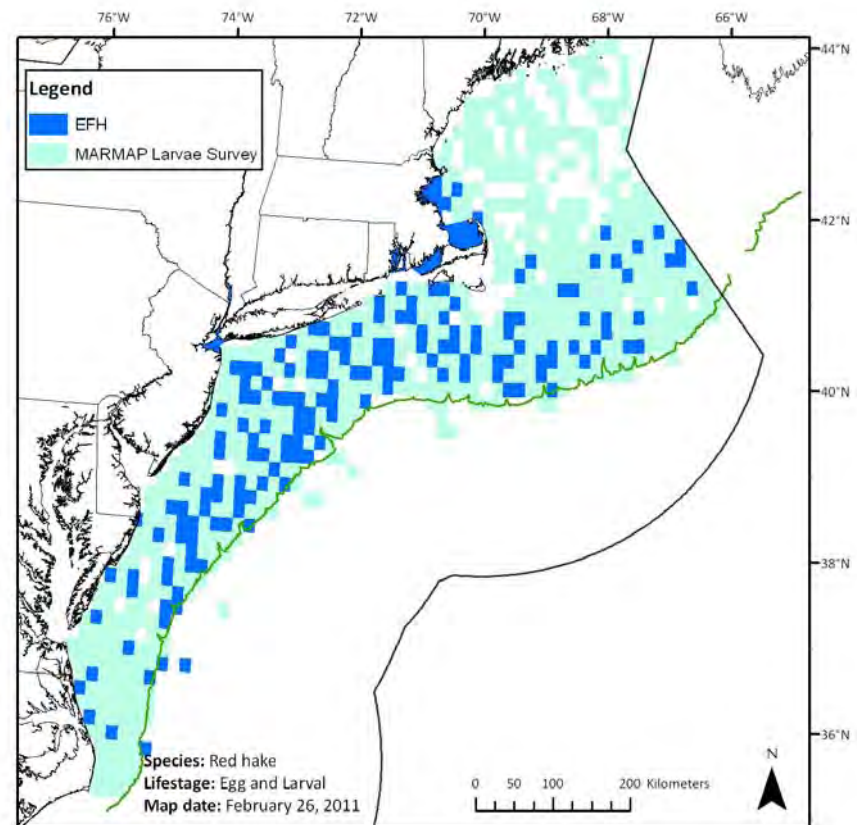 76°W 74°W 72°W 70°W 68°W 66°W
44°N
Legend
EFH
MARMAP Larvae Survey
42°N
40°N
38°N
36°N
Species: Red hake
Lifestage: Egg and Larval
Map date: February 26, 2011
0 50 100 200 Kilometers
N